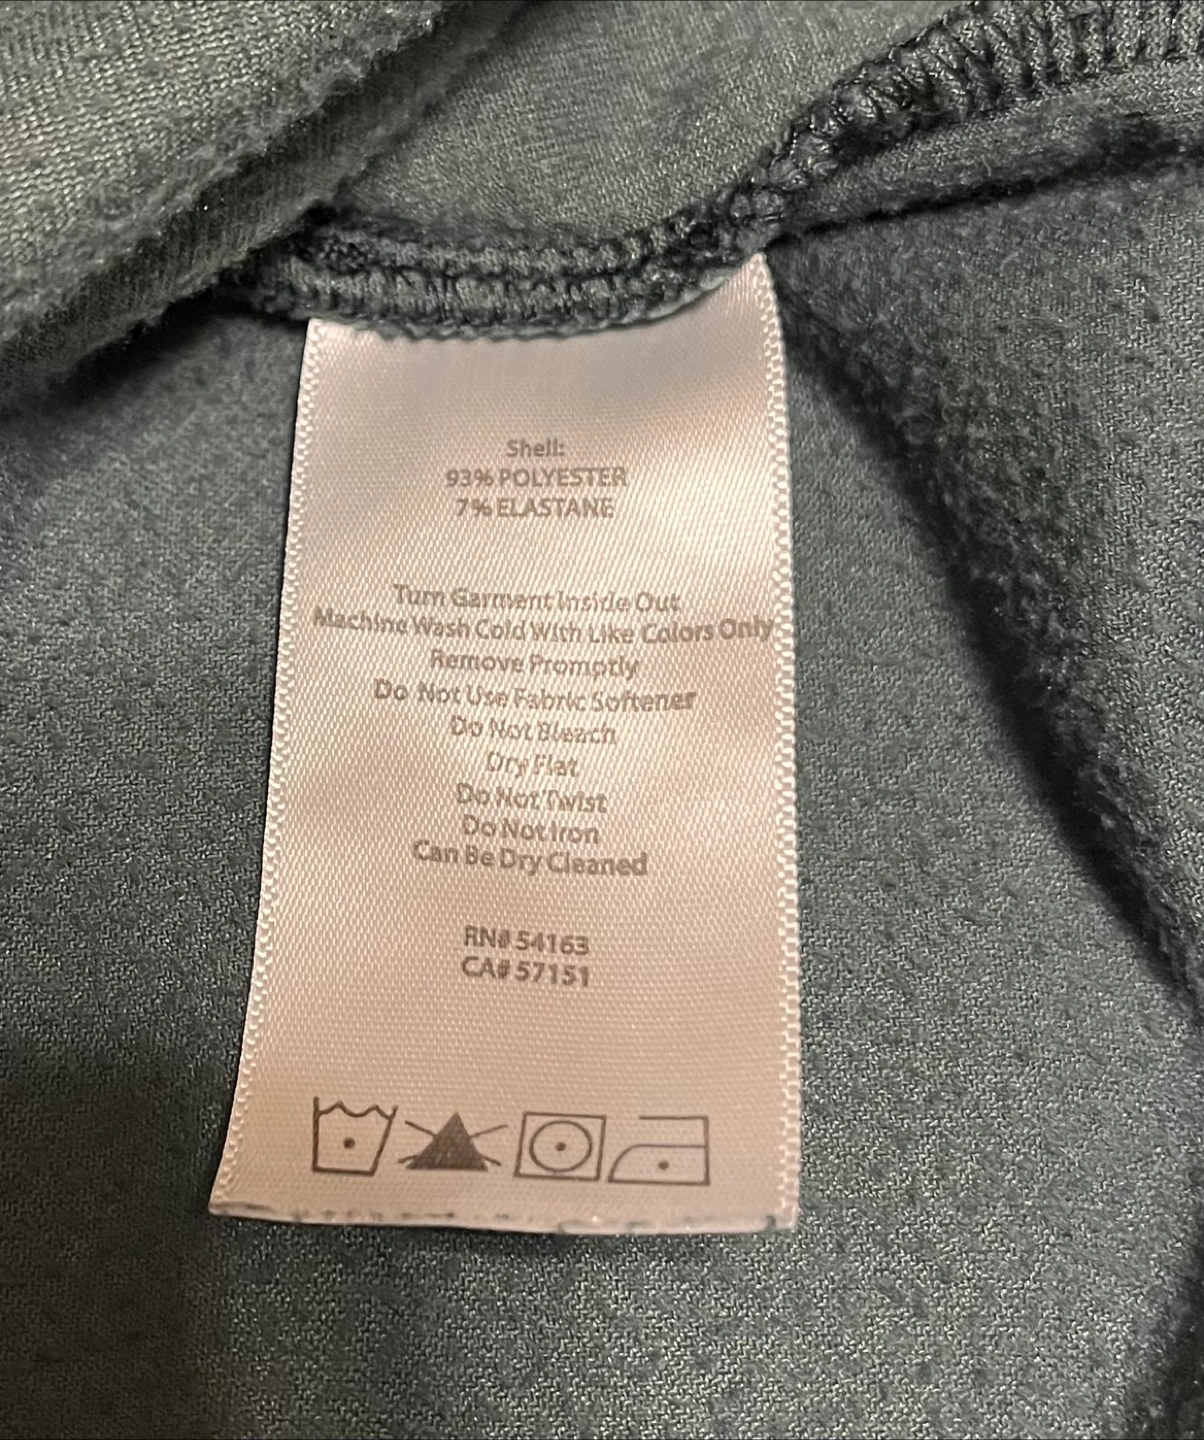 Shell:
93% POLYESTER
7% ELASTANE
Turn Garment Inside Out
Machine Wash Cold With Like Colors Only
Remove Promptly
Do Not Use Fabric Softener
Do Not Bleach
Dry Flat
Do Not Twist
Do Not Iron
Can Be Dry Cleaned
RN# 54163
CA# 57151